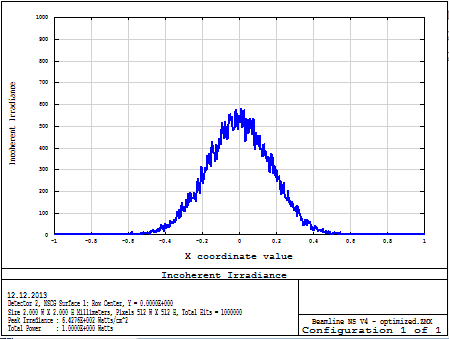 1000
900
800
700
600
500
400
300
200
100
0
Incoherent Irradiance
-1 -0.8 -0.6 -0.4 -0.2 0 0.2 0.4 0.6 0.8 1
X coordinate value
Incoherent Irradiance
12.12.2013
Detector 2, NSCG Surface 1: Row Center, Y = 0.0000E+000
Size 2.000 W X 2.000 H Millimeters, Pixels 512 W X 512 H, Total Hits = 1000000
Peak Irradiance : 6.4276E+002 Watts/cm^2
Total Power : 1.0000E+000 Watts
Beamline N5 V4 - optimized.ZMX
Configuration 1 of 1